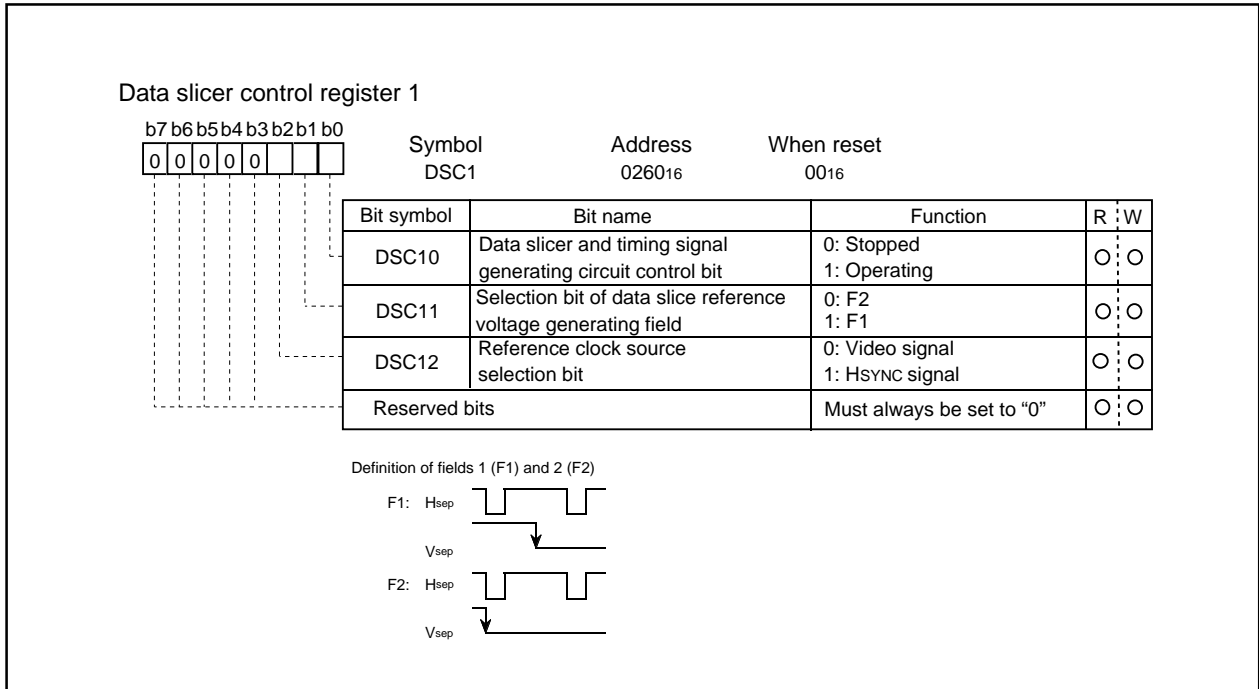 Data slicer control register 1
b7 b6 b5 b4 b3 b2 b1 b0
0 0 0 0 0
Symbol Address When reset
DSC1 026016 0016
Bit symbol Bit name Function R W
DSC10 Data slicer and timing signal generating circuit control bit 0: Stopped 1: Operating O O
DSC11 Selection bit of data slice reference voltage generating field 0: F2 1: F1 O O
DSC12 Reference clock source selection bit 0: Video signal 1: HSYNC signal O O
Reserved bits Must always be set to “0” O O
Definition of fields 1 (F1) and 2 (F2)
F1: Hsep
Vsep
F2: Hsep
Vsep